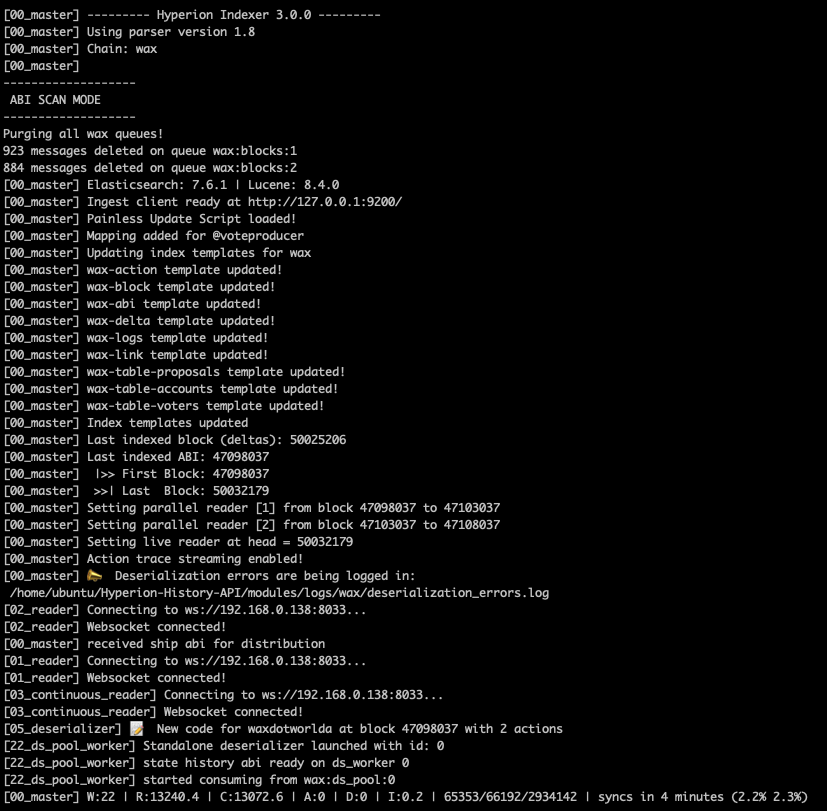 [00_master] --------- Hyperion Indexer 3.0.0 ---------
[00_master] Using parser version 1.8
[00_master] Chain: wax
[00_master]
-------------------
 ABI SCAN MODE
-------------------
Purging all wax queues!
923 messages deleted on queue wax:blocks:1
884 messages deleted on queue wax:blocks:2
[00_master] Elasticsearch: 7.6.1 | Lucene: 8.4.0
[00_master] Ingest client ready at http://127.0.0.1:9200/
[00_master] Painless Update Script loaded!
[00_master] Mapping added for @voteproducer
[00_master] Updating index templates for wax
[00_master] wax-action template updated!
[00_master] wax-block template updated!
[00_master] wax-abi template updated!
[00_master] wax-delta template updated!
[00_master] wax-logs template updated!
[00_master] wax-link template updated!
[00_master] wax-table-proposals template updated!
[00_master] wax-table-accounts template updated!
[00_master] wax-table-voters template updated!
[00_master] Index templates updated
[00_master] Last indexed block (deltas): 50025206
[00_master] Last indexed ABI: 47098037
[00_master]  |>> First Block: 47098037
[00_master]  >>| Last  Block: 50032179
[00_master] Setting parallel reader [1] from block 47098037 to 47103037
[00_master] Setting parallel reader [2] from block 47103037 to 47108037
[00_master] Setting live reader at head = 50032179
[00_master] Action trace streaming enabled!
[00_master] 📣  Deserialization errors are being logged in:
 /home/ubuntu/Hyperion-History-API/modules/logs/wax/deserialization_errors.log
[02_reader] Connecting to ws://192.168.0.138:8033...
[02_reader] Websocket connected!
[00_master] received ship abi for distribution
[01_reader] Connecting to ws://192.168.0.138:8033...
[01_reader] Websocket connected!
[03_continuous_reader] Connecting to ws://192.168.0.138:8033...
[03_continuous_reader] Websocket connected!
[05_deserializer] 📝  New code for waxdotworlda at block 47098037 with 2 actions
[22_ds_pool_worker] Standalone deserializer launched with id: 0
[22_ds_pool_worker] state history abi ready on ds_worker 0
[22_ds_pool_worker] started consuming from wax:ds_pool:0
[00_master] W:22 | R:13240.4 | C:13072.6 | A:0 | D:0 | I:0.2 | 65353/66192/2934142 | syncs in 4 minutes (2.2% 2.3%)